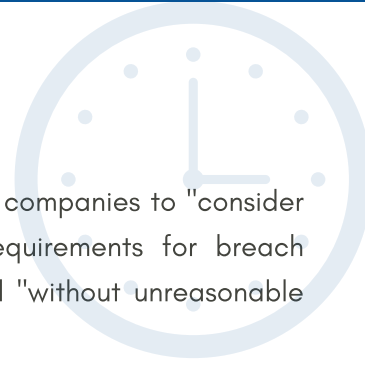 companies to "consider
equirements for breach
"without unreasonable